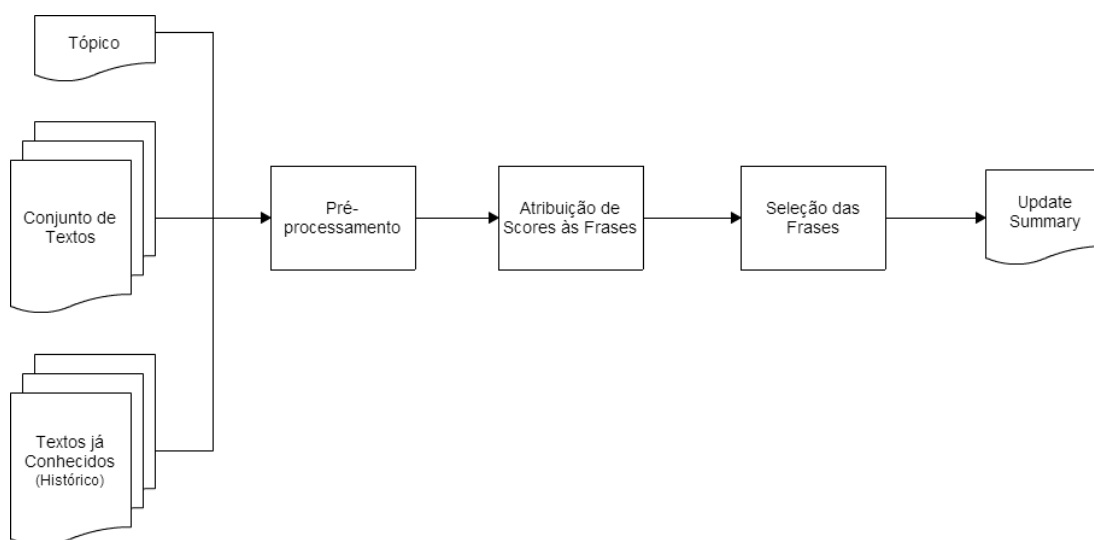 Tópico
Conjunto de
Textos
Textos já
Conhecidos
(Histórico)
Pré-
processamento
Atribuição de
Scores às Frases
Seleção das
Frases
Update
Summary